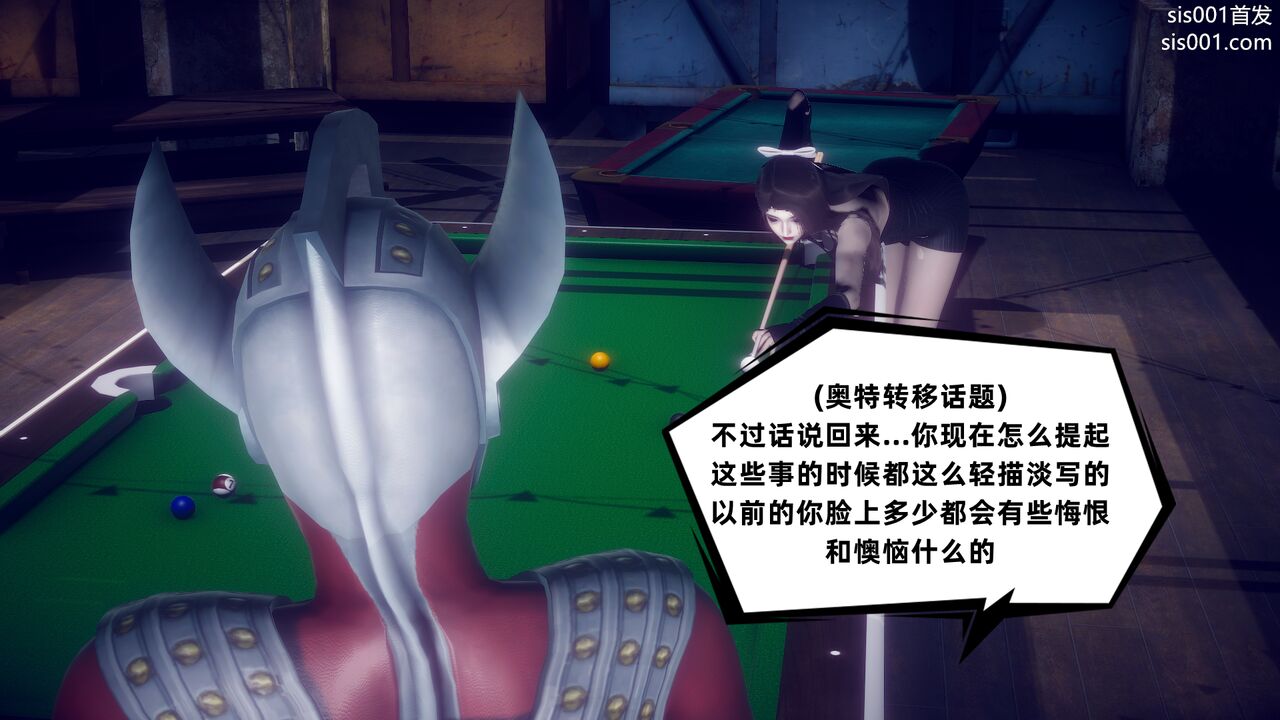 sis001首发
sis001.com
(奥特转移话题)
不过话说回来...你现在怎么提起
这些事的时候都这么轻描淡写的
以前的你脸上多少都会有些悔恨
和懊恼什么的